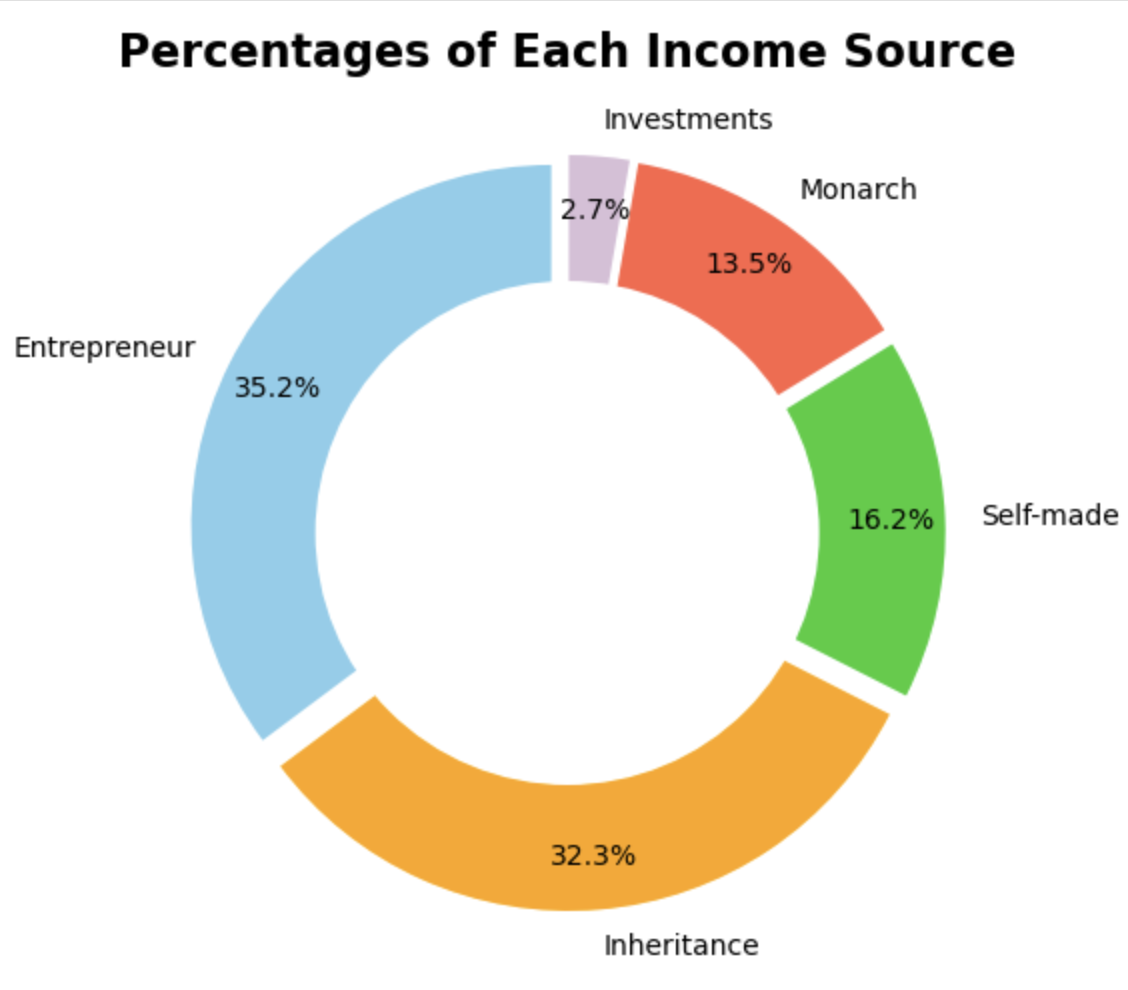 Percentages of Each Income Source
Investments
2.7%
Monarch
13.5%
Entrepreneur
35.2%
Self-made
16.2%
32.3%
Inheritance